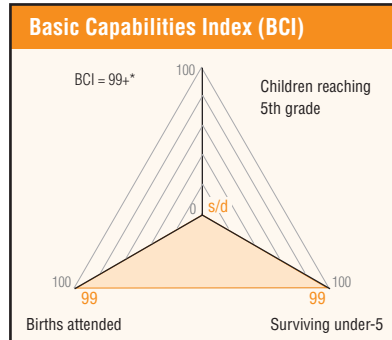 Basic Capabilities Index (BCI)
BCI = 99+*
100
Children reaching
5th grade
0
s/d
100
100
99
99
Births attended
Surviving under-5